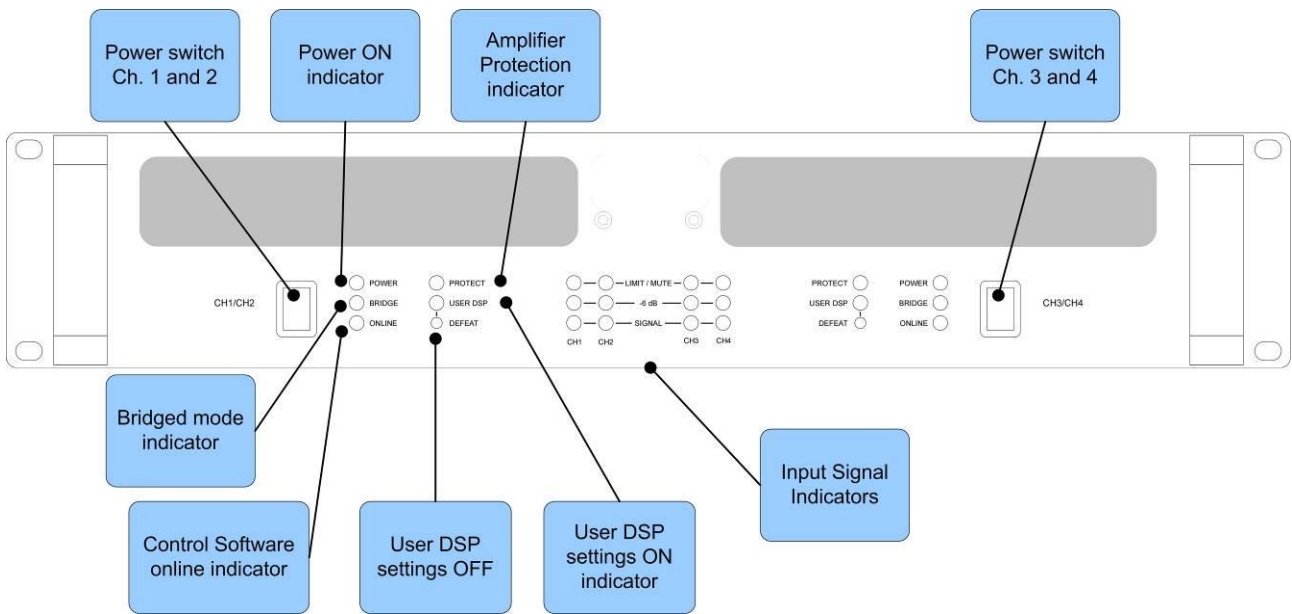 Power switch
Ch. 1 and 2
Power ON
indicator
Amplifier
Protection
indicator
Power switch
Ch. 3 and 4
CH1/CH2
POWER
BRIDGE
ONLINE
PROTECT
USER DSP
DEFEAT
LIMIT / MUTE
-6 dB
SIGNAL
CH1
CH2
CH3
CH4
PROTECT
USER DSP
DEFEAT
POWER
BRIDGE
ONLINE
CH3/CH4
Bridged mode
indicator
Control Software
online indicator
User DSP
settings OFF
User DSP
settings ON
indicator
Input Signal
Indicators